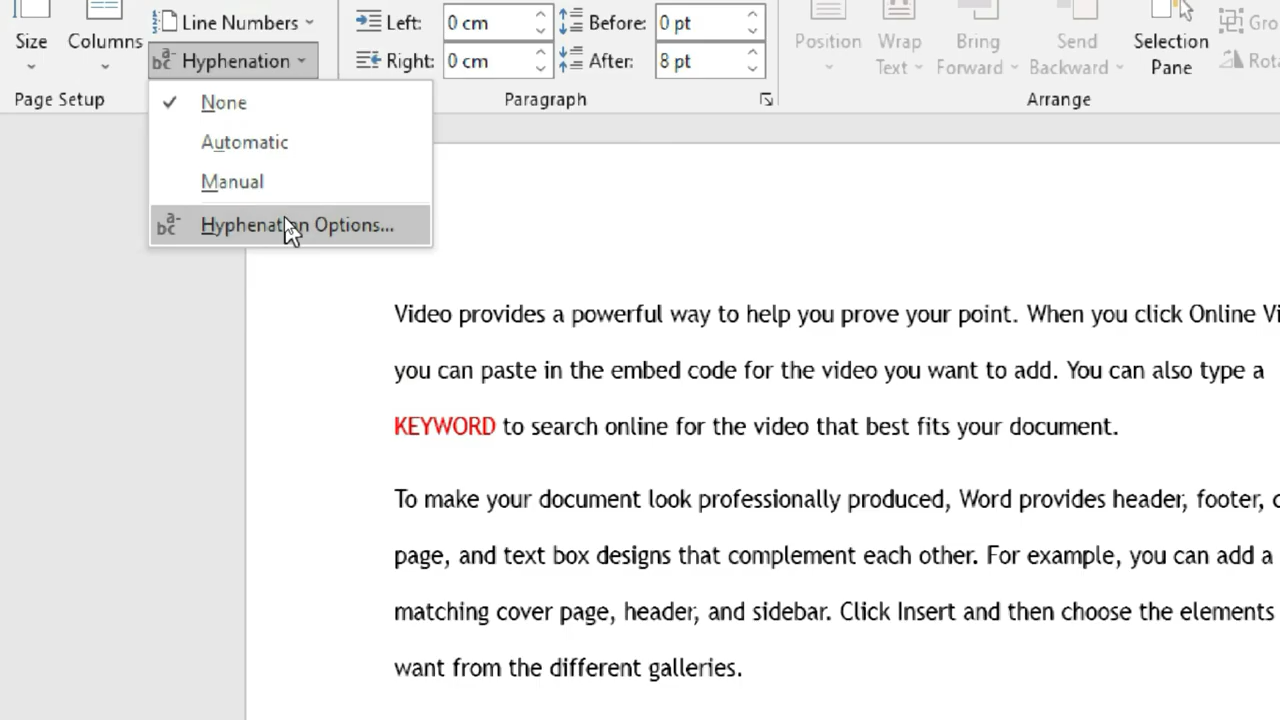 Line Numbers
Left: 0 cm
Before: 0 pt
Size
Columns
Hyphenation
Right: 0 cm
After: 8 pt
Position
Wrap
Text
Bring
Forward
Send
Backward
Selection
Pane
Page Setup
Paragraph
Arrange
None
Automatic
Manual
Hyphenation Options...
Video provides a powerful way to help you prove your point. When you click Online
you can paste in the embed code for the video you want to add. You can also type a
KEYWORD to search online for the video that best fits your document.
To make your document look professionally produced, Word provides header, footer,
page, and text box designs that complement each other. For example, you can add a
matching cover page, header, and sidebar. Click Insert and then choose the elements
want from the different galleries.